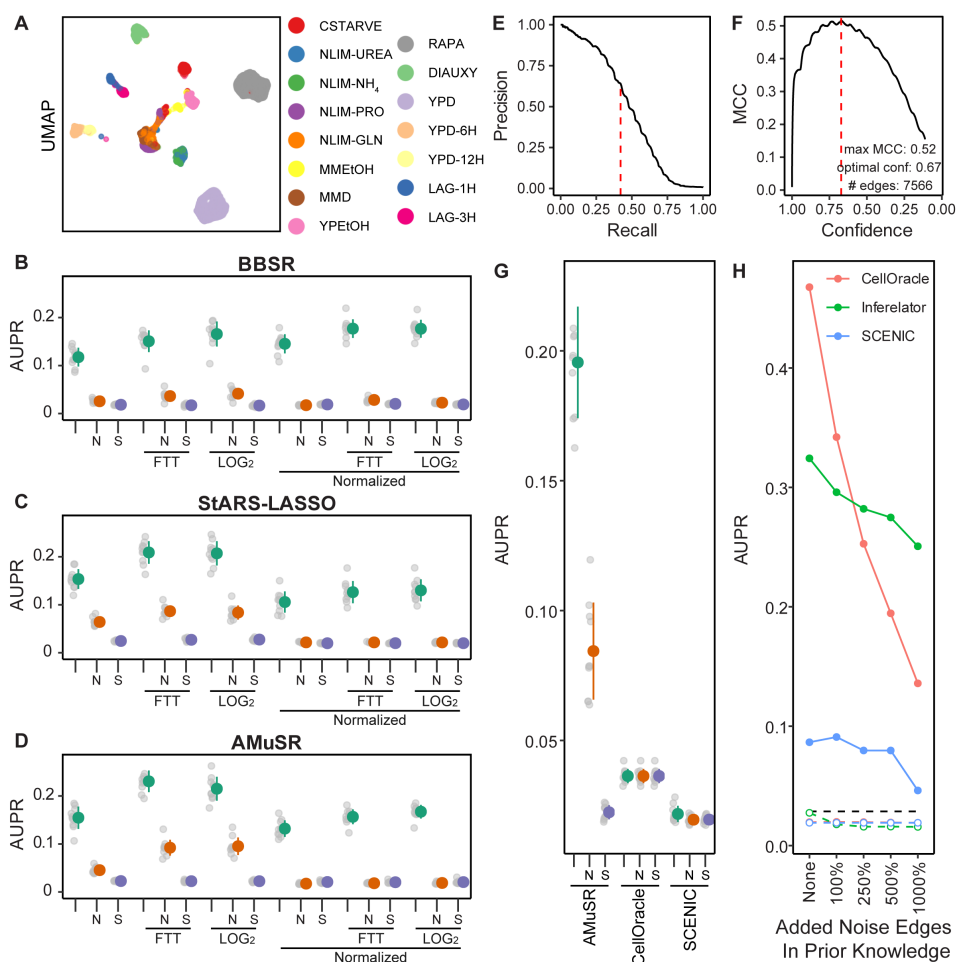 A
UMAP
CSTARVE
NLIM-UREA
NLIM-NH4
NLIM-PRO
NLIM-GLN
MMEtOH
MMD
YPEtOH
RAPA
DIAUXY
YPD
YPD-6H
YPD-12H
LAG-1H
LAG-3H
E
Precision
1.00
0.75
0.50
0.25
0.00
0.00 0.25 0.50 0.75 1.00
Recall
F
MCC
0.5
0.4
0.3
0.2
0.1
0.0
max MCC: 0.52
optimal conf: 0.67
# edges: 7566
1.00 0.75 0.50 0.25 0.00
Confidence
B
BBSR
AUPR
0.2
0.1
0
I N S I N S I N S I N S I N S I N S
FTT LOG2 FTT LOG2
Normalized
C
StARS-LASSO
AUPR
0.2
0.1
0
I N S I N S I N S I N S I N S I N S
FTT LOG2 FTT LOG2
Normalized
D
AMuSR
AUPR
0.2
0.1
0
I N S I N S I N S I N S I N S I N S
FTT LOG2 FTT LOG2
Normalized
G
AUPR
0.20
0.15
0.10
0.05
I N S I N S I N S
AMuSR
CellOracle
SCENIC
H
CellOracle
Inferelator
SCENIC
AUPR
0.4
0.3
0.2
0.1
0.0
None 100% 250% 500% 1000%
Added Noise Edges
In Prior Knowledge